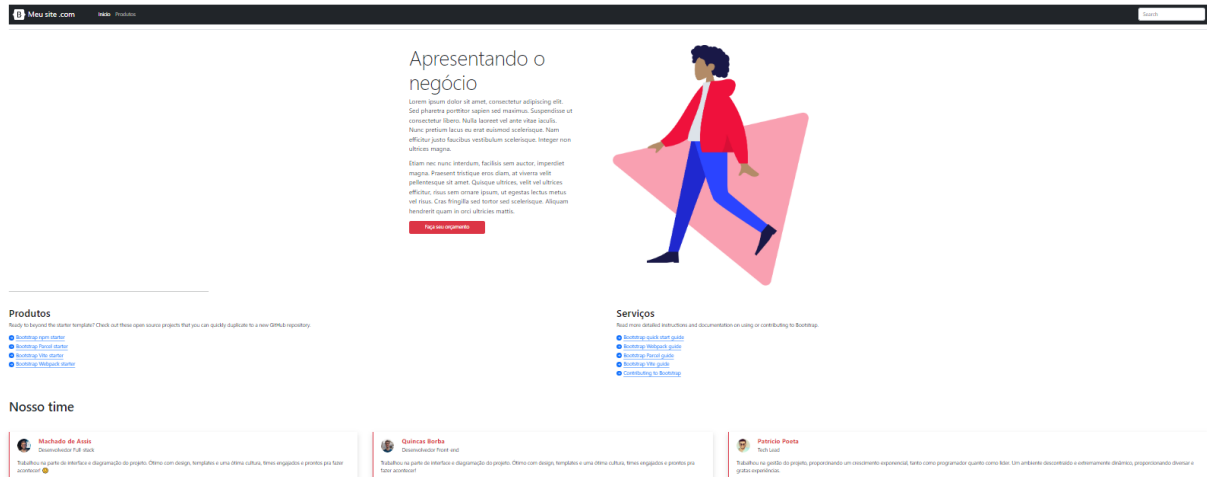 B Meu site .com
Início Produtos
Search
Apresentando o
negócio
Lorem ipsum dolor sit amet, consectetur adipiscing elit.
Sed pharetra porttitor sapien sed maximus. Suspendisse ut
consectetur libero. Nulla laoreet vel ante vitae iaculis.
Nunc pretium lacus eu erat euismod scelerisque. Nam
efficitur justo faucibus vestibulum scelerisque. Integer non
ultrices magna.
Etiam nec nunc interdum, facilisis sem auctor, imperdiet
magna. Praesent tristique eros diam, at viverra velit
pellentesque sit amet. Quisque ultrices, velit vel ultrices
efficitur, risus sem ornare ipsum, ut egestas lectus metus
vel risus. Cras fringilla sed tortor sed scelerisque. Aliquam
hendrerit quam in orci ultricies mattis.
Faça seu orçamento
Produtos
Ready to beyond the starter template? Check out these open source projects that you can quickly duplicate to a new GitHub repository.
Bootstrap npm starter
Bootstrap Parcel starter
Bootstrap Vite starter
Bootstrap Webpack starter
Serviços
Read more detailed instructions and documentation on using or contributing to Bootstrap.
Bootstrap quick start guide
Bootstrap Webpack guide
Bootstrap Parcel guide
Bootstrap Vite guide
Contributing to Bootstrap
Nosso time
Machado de Assis
Desenvolvedor Full stack
Trabalhou na parte de interface e diagramação do projeto. Ótimo com design, templates e uma ótima cultura, times engajados e prontos pra fazer
acontecer!
Quincas Borba
Desenvolvedor Front-end
Trabalhou na parte de interface e diagramação do projeto. Ótimo com design, templates e uma ótima cultura, times engajados e prontos pra
fazer acontecer!
Patrício Poeta
Tech Lead
Trabalhou na gestão do projeto, proporcionando um crescimento exponencial, tanto como programador quanto como líder. Um ambiente descontraído e extremamente dinâmico, proporcionando diversas e
gratas experiências.